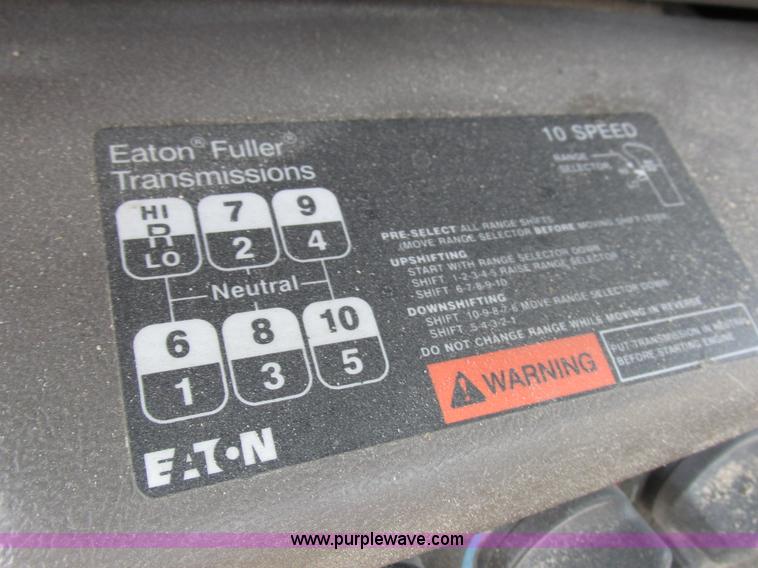 Eaton® Fuller®
Transmissions
10 SPEED
RANGE
SELECTOR
HI 7 9
R
LO 2 4
Neutral
6 8 10
1 3 5
PRE-SELECT ALL RANGE SHIFTS
(MOVE RANGE SELECTOR BEFORE MOVING SHIFT LEVER)
UPSHIFTING
START WITH RANGE SELECTOR DOWN
SHIFT 1-2-3-4-5 RAISE RANGE SELECTOR
SHIFT 6-7-8-9-10
DOWNSHIFTING
SHIFT 10-9-8-7-6 MOVE RANGE SELECTOR DOWN
SHIFT 5-4-3-2-1
DO NOT CHANGE RANGE WHILE MOVING IN REVERSE
WARNING
PUT TRANSMISSION IN NEUTRAL
BEFORE STARTING ENGINE
EATON
www.purplewave.com